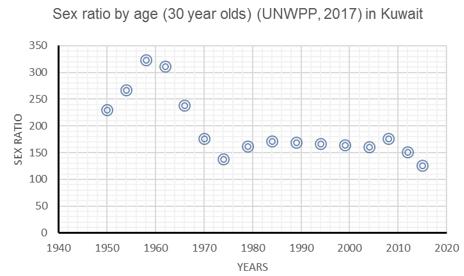 Sex ratio by age (30 year olds) (UNWPP, 2017) in Kuwait
350
300
250
200
150
100
50
0
SEX RATIO
1940 1950 1960 1970 1980 1990 2000 2010 2020
YEARS